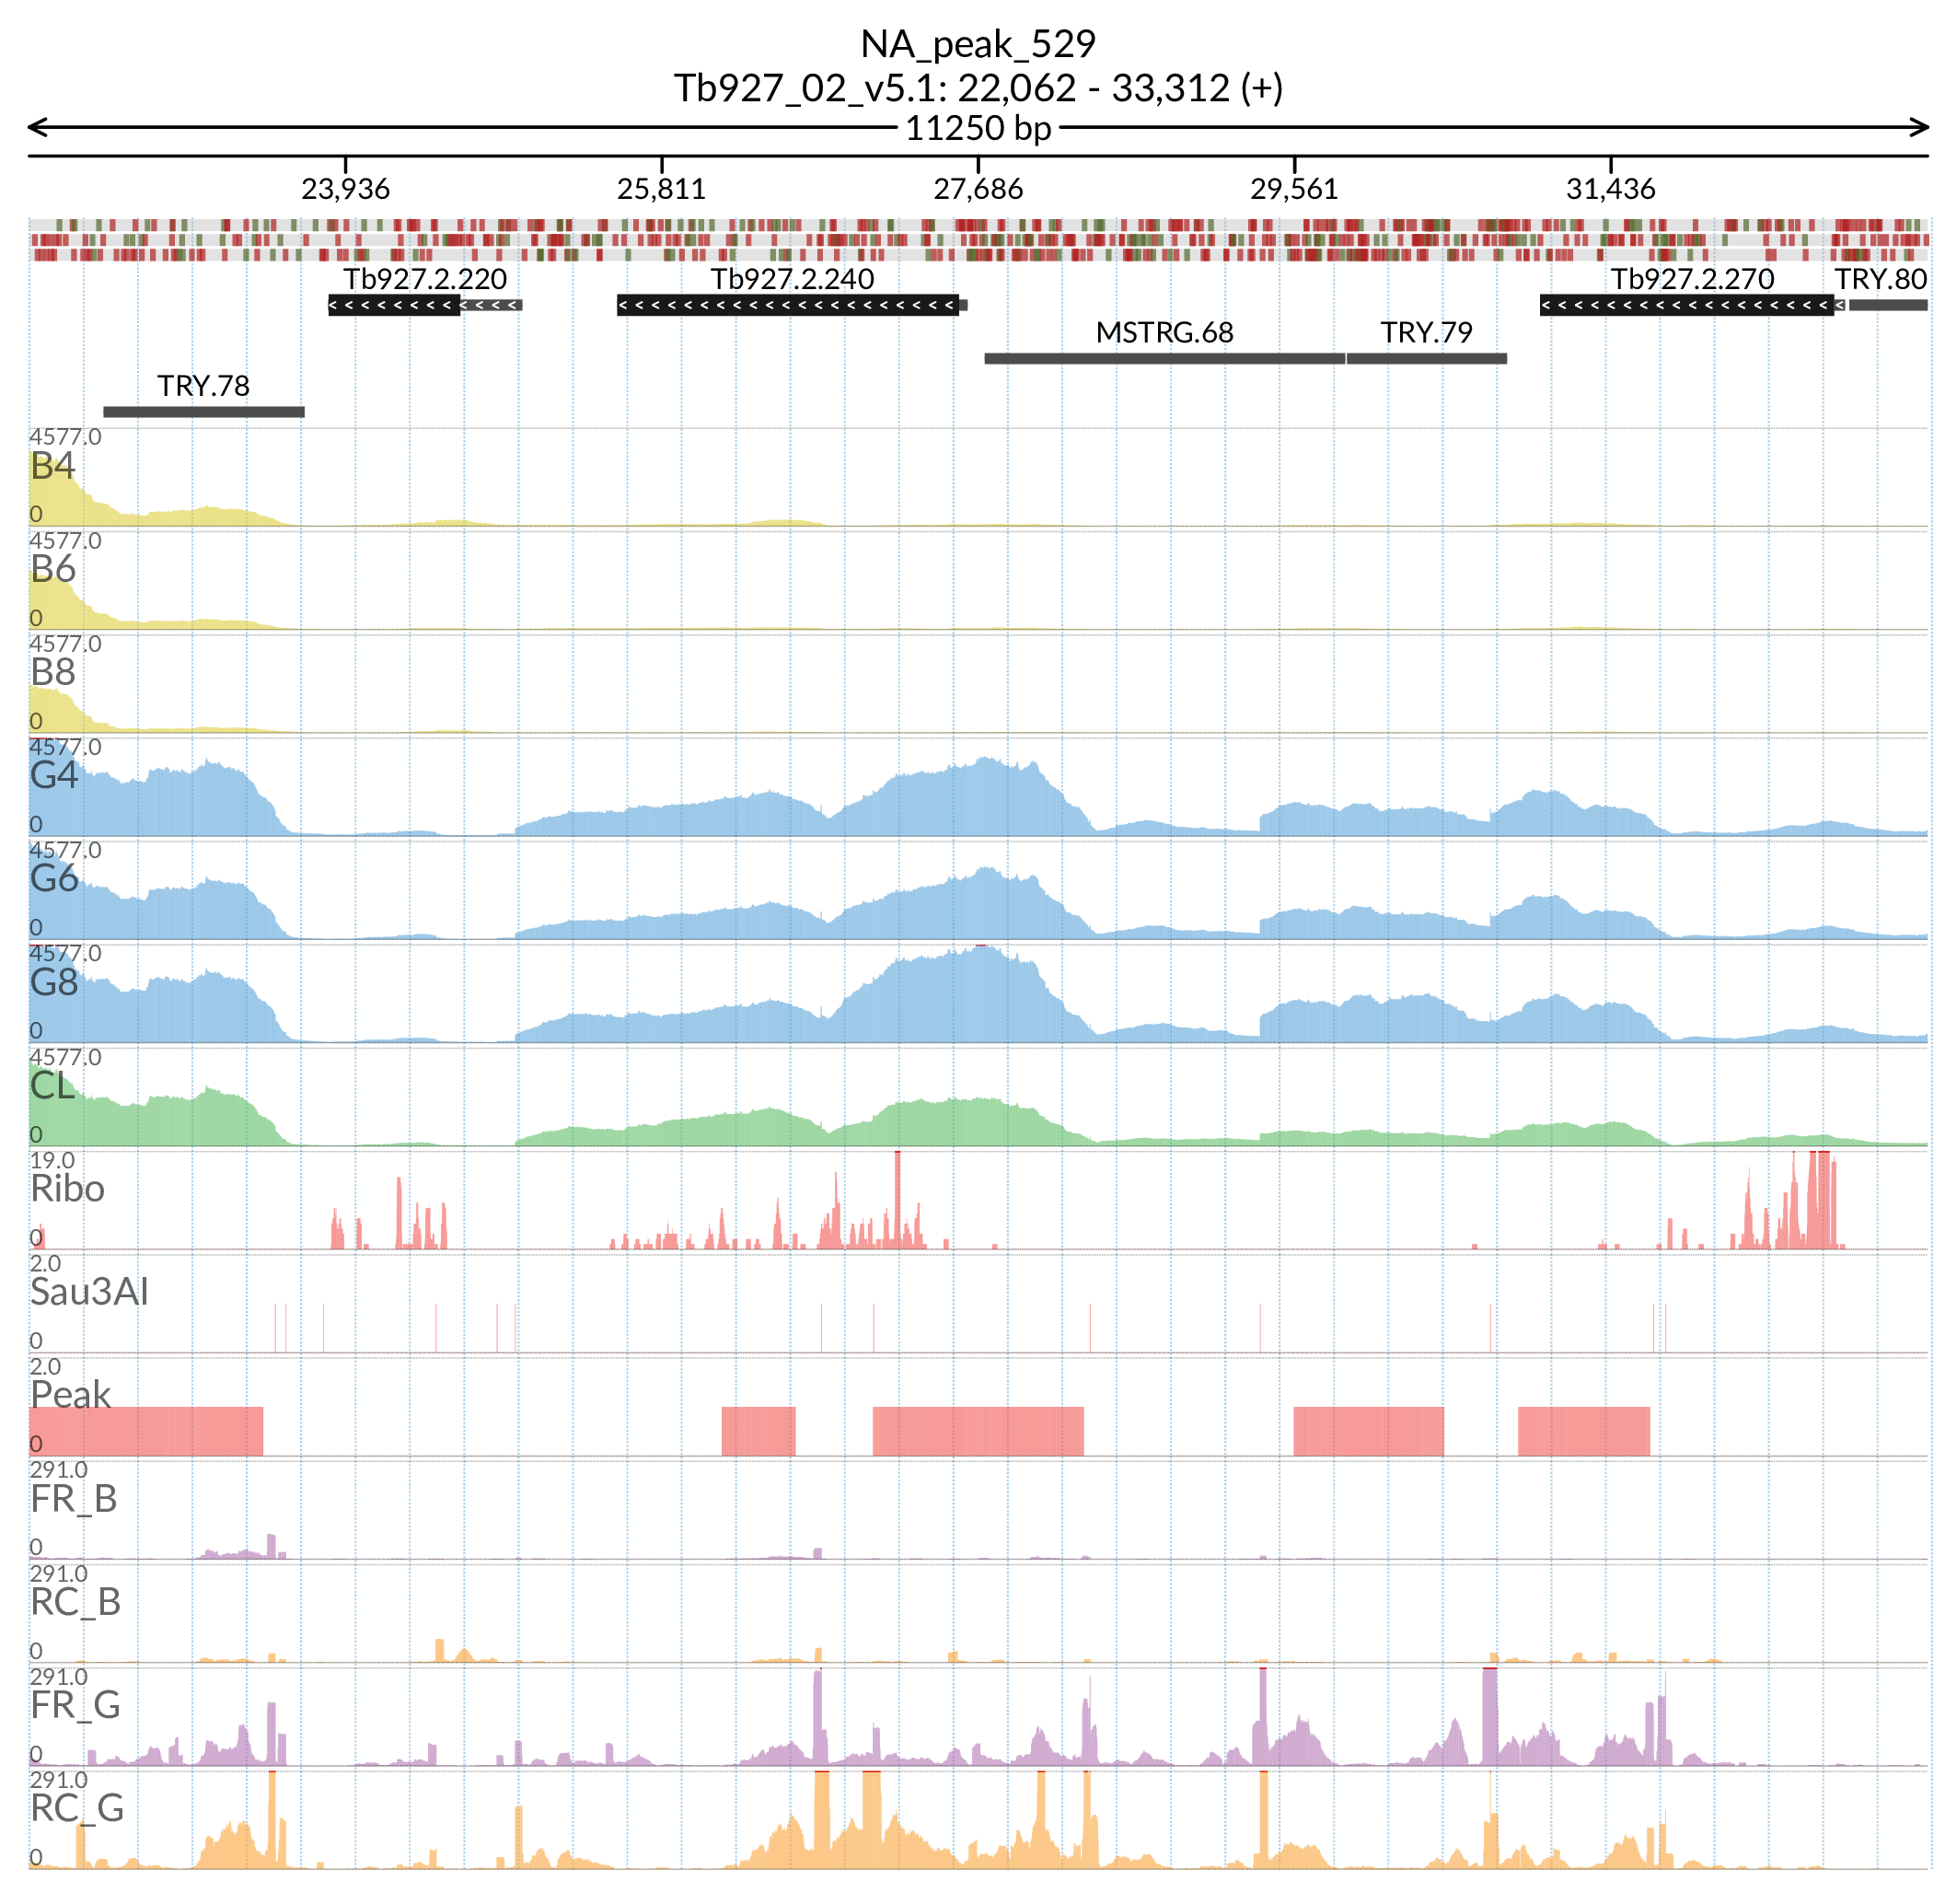 NA_peak_529
Tb927_02_v5.1: 22,062 - 33,312 (+)
11250 bp
23,936 25,811 27,686 29,561 31,436
Tb927.2.220 Tb927.2.240 Tb927.2.270 TRY.80
MSTRG.68 TRY.79
TRY.78
4577.0
B4
0
4577.0
B6
0
4577.0
B8
0
4577.0
G4
0
4577.0
G6
0
4577.0
G8
0
4577.0
CL
0
19.0
Ribo
0
2.0
Sau3AI
0
2.0
Peak
0
291.0
FR_B
0
291.0
RC_B
0
291.0
FR_G
0
291.0
RC_G
0